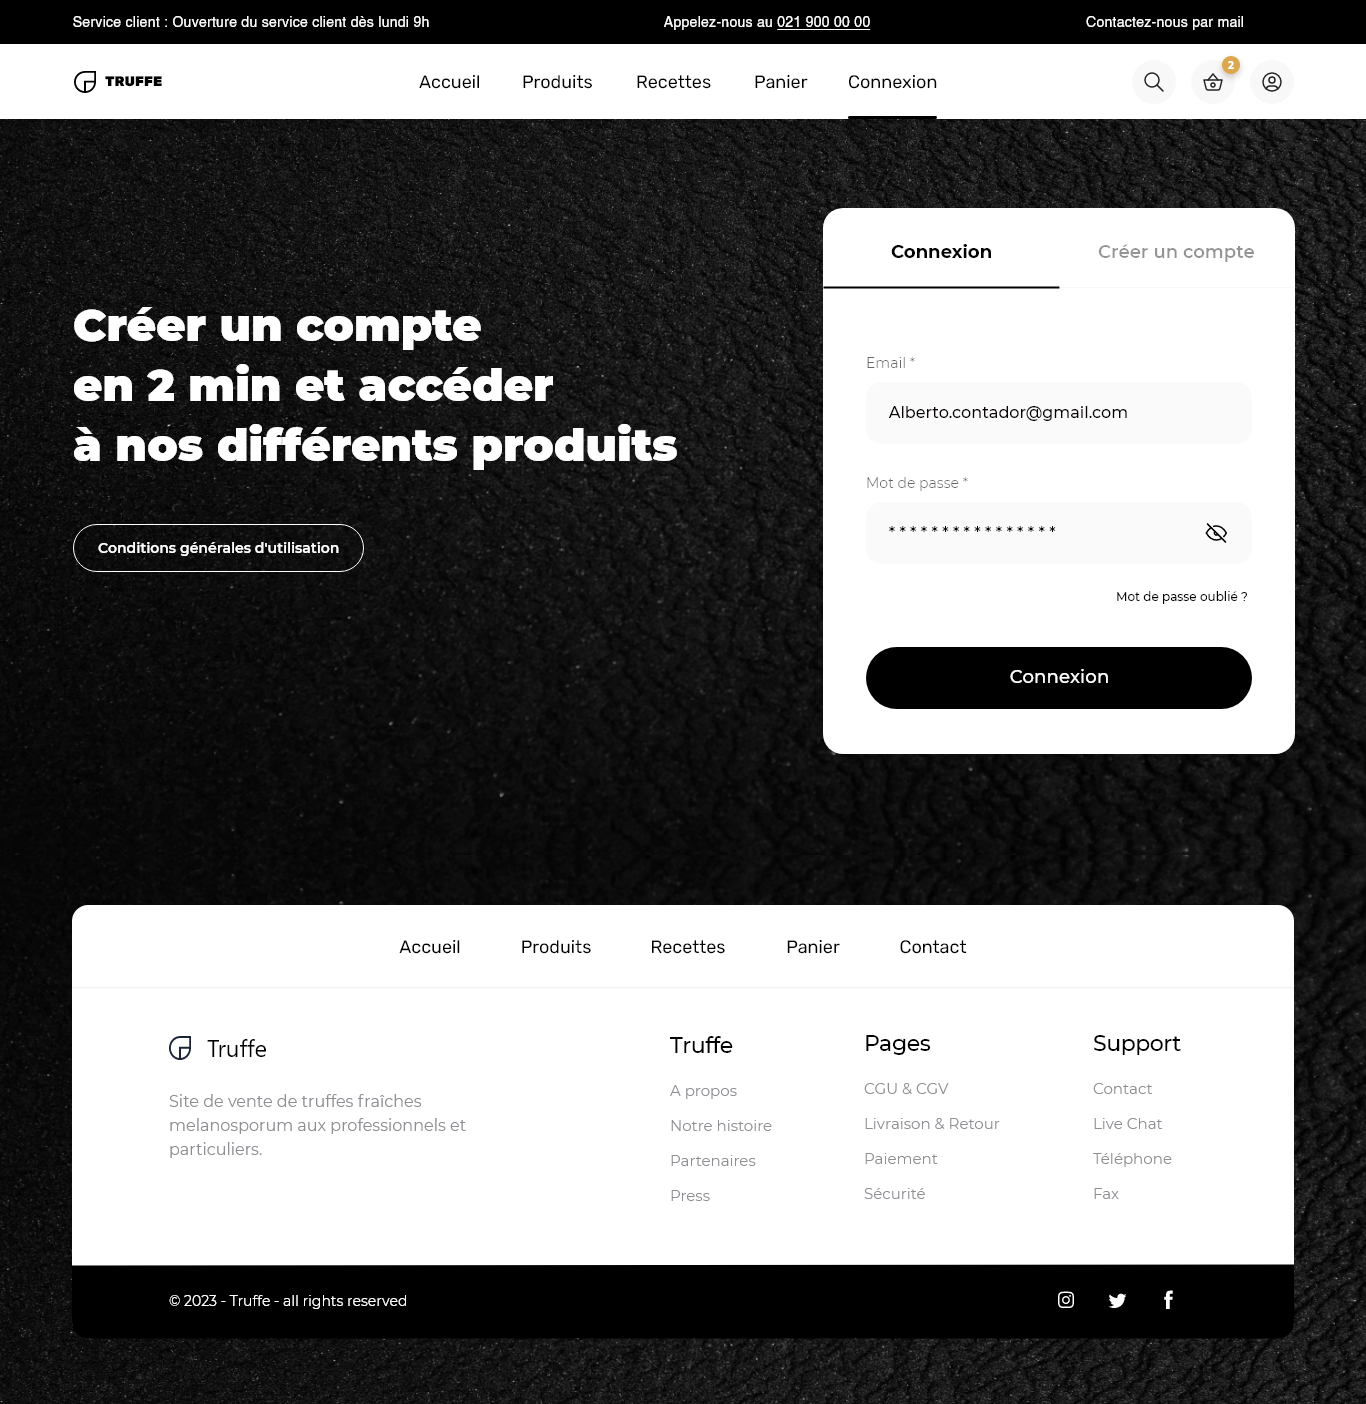 Service client : Ouverture du service client dès lundi 9h
Appelez-nous au 021 900 00 00
Contactez-nous par mail
TRUFFE
Accueil
Produits
Recettes
Panier
Connexion
2
Créer un compte
en 2 min et accéder
à nos différents produits
Conditions générales d'utilisation
Connexion
Créer un compte
Email *
Alberto.contador@gmail.com
Mot de passe *
* * * * * * * * * * * * * * * *
Mot de passe oublié ?
Connexion
Accueil
Produits
Recettes
Panier
Contact
Truffe
Site de vente de truffes fraîches
melanosporum aux professionnels et
particuliers.
Truffe
A propos
Notre histoire
Partenaires
Press
Pages
CGU & CGV
Livraison & Retour
Paiement
Sécurité
Support
Contact
Live Chat
Téléphone
Fax
© 2023 - Truffe - all rights reserved